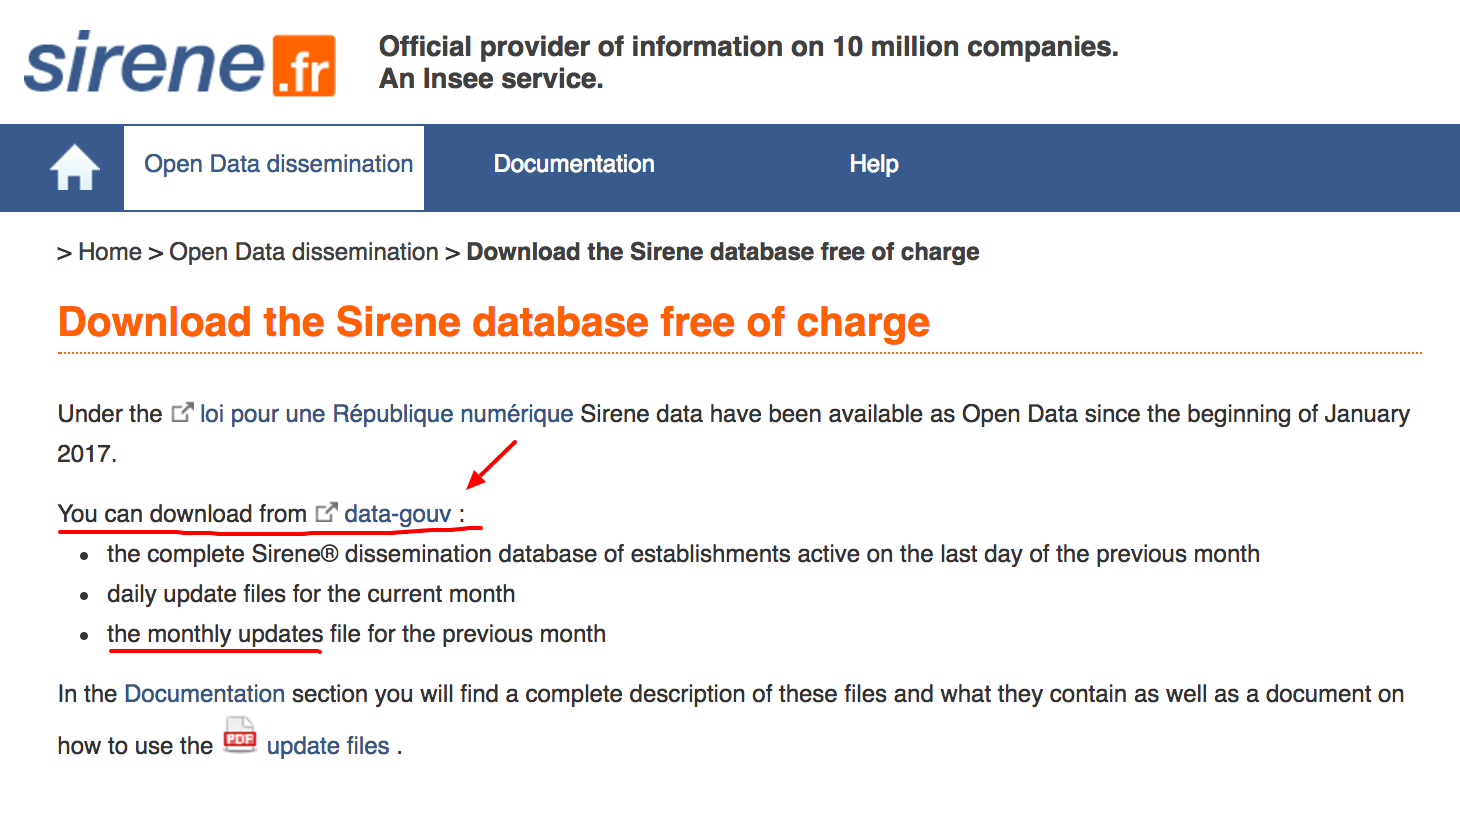 sirene.fr
Official provider of information on 10 million companies.
An Insee service.
Open Data dissemination
Documentation
Help
> Home > Open Data dissemination > Download the Sirene database free of charge
Download the Sirene database free of charge
Under the loi pour une République numérique Sirene data have been available as Open Data since the beginning of January
2017.
You can download from data-gouv :
• the complete Sirene® dissemination database of establishments active on the last day of the previous month
• daily update files for the current month
• the monthly updates file for the previous month
In the Documentation section you will find a complete description of these files and what they contain as well as a document on
how to use the PDF update files .